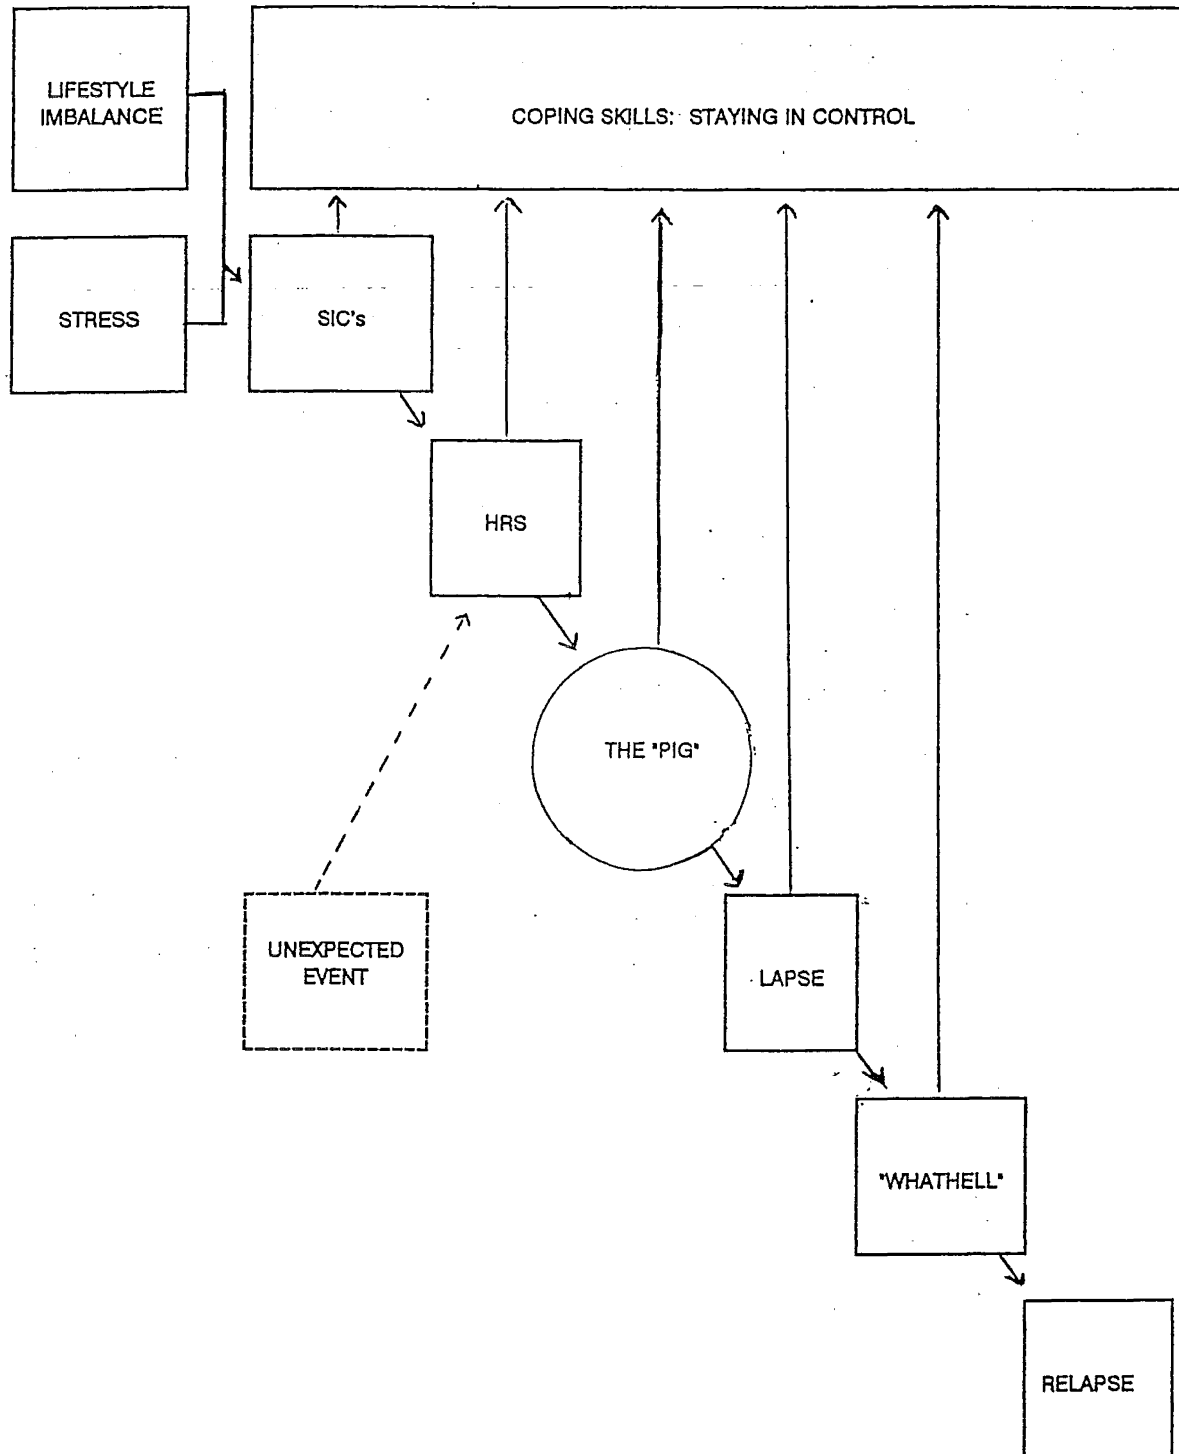 LIFESTYLE
IMBALANCE
COPING SKILLS: STAYING IN CONTROL
STRESS
SIC's
HRS
THE "PIG"
UNEXPECTED
EVENT
LAPSE
"WHATHELL"
RELAPSE